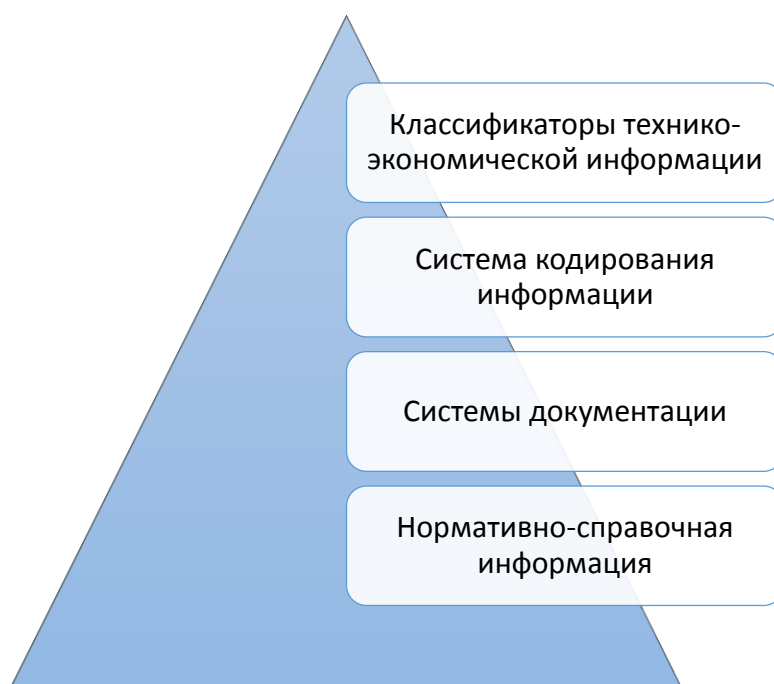 Классификаторы технико-
экономической информации
Система кодирования
информации
Системы документации
Нормативно-справочная
информация